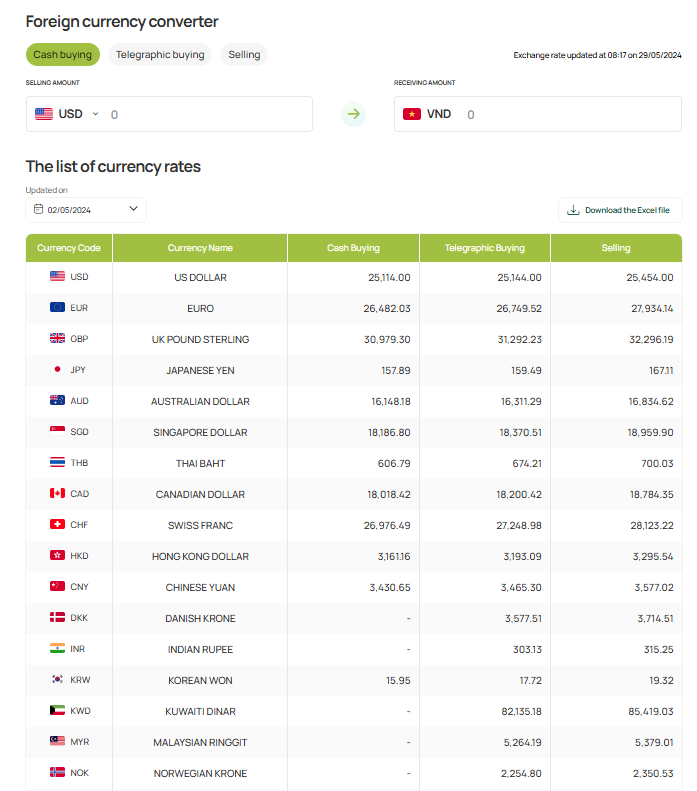 Foreign currency converter
Cash buying Telegraphic buying Selling Exchange rate updated at 08:17 on 29/05/2024
SELLING AMOUNT RECEIVING AMOUNT
USD 0 VND 0
The list of currency rates
Updated on
02/05/2024 Download the Excel file
Currency Code Currency Name Cash Buying Telegraphic Buying Selling
USD US DOLLAR 25,114.00 25,144.00 25,454.00
EUR EURO 26,482.03 26,749.52 27,934.14
GBP UK POUND STERLING 30,979.30 31,292.23 32,296.19
JPY JAPANESE YEN 157.89 159.49 167.11
AUD AUSTRALIAN DOLLAR 16,148.18 16,311.29 16,834.62
SGD SINGAPORE DOLLAR 18,186.80 18,370.51 18,959.90
THB THAI BAHT 606.79 674.21 700.03
CAD CANADIAN DOLLAR 18,018.42 18,200.42 18,784.35
CHF SWISS FRANC 26,976.49 27,248.98 28,123.22
HKD HONG KONG DOLLAR 3,161.16 3,193.09 3,295.54
CNY CHINESE YUAN 3,430.65 3,465.30 3,577.02
DKK DANISH KRONE - 3,577.51 3,714.51
INR INDIAN RUPEE - 303.13 315.25
KRW KOREAN WON 15.95 17.72 19.32
KWD KUWAITI DINAR - 82,135.18 85,419.03
MYR MALAYSIAN RINGGIT - 5,264.19 5,379.01
NOK NORWEGIAN KRONE - 2,254.80 2,350.53